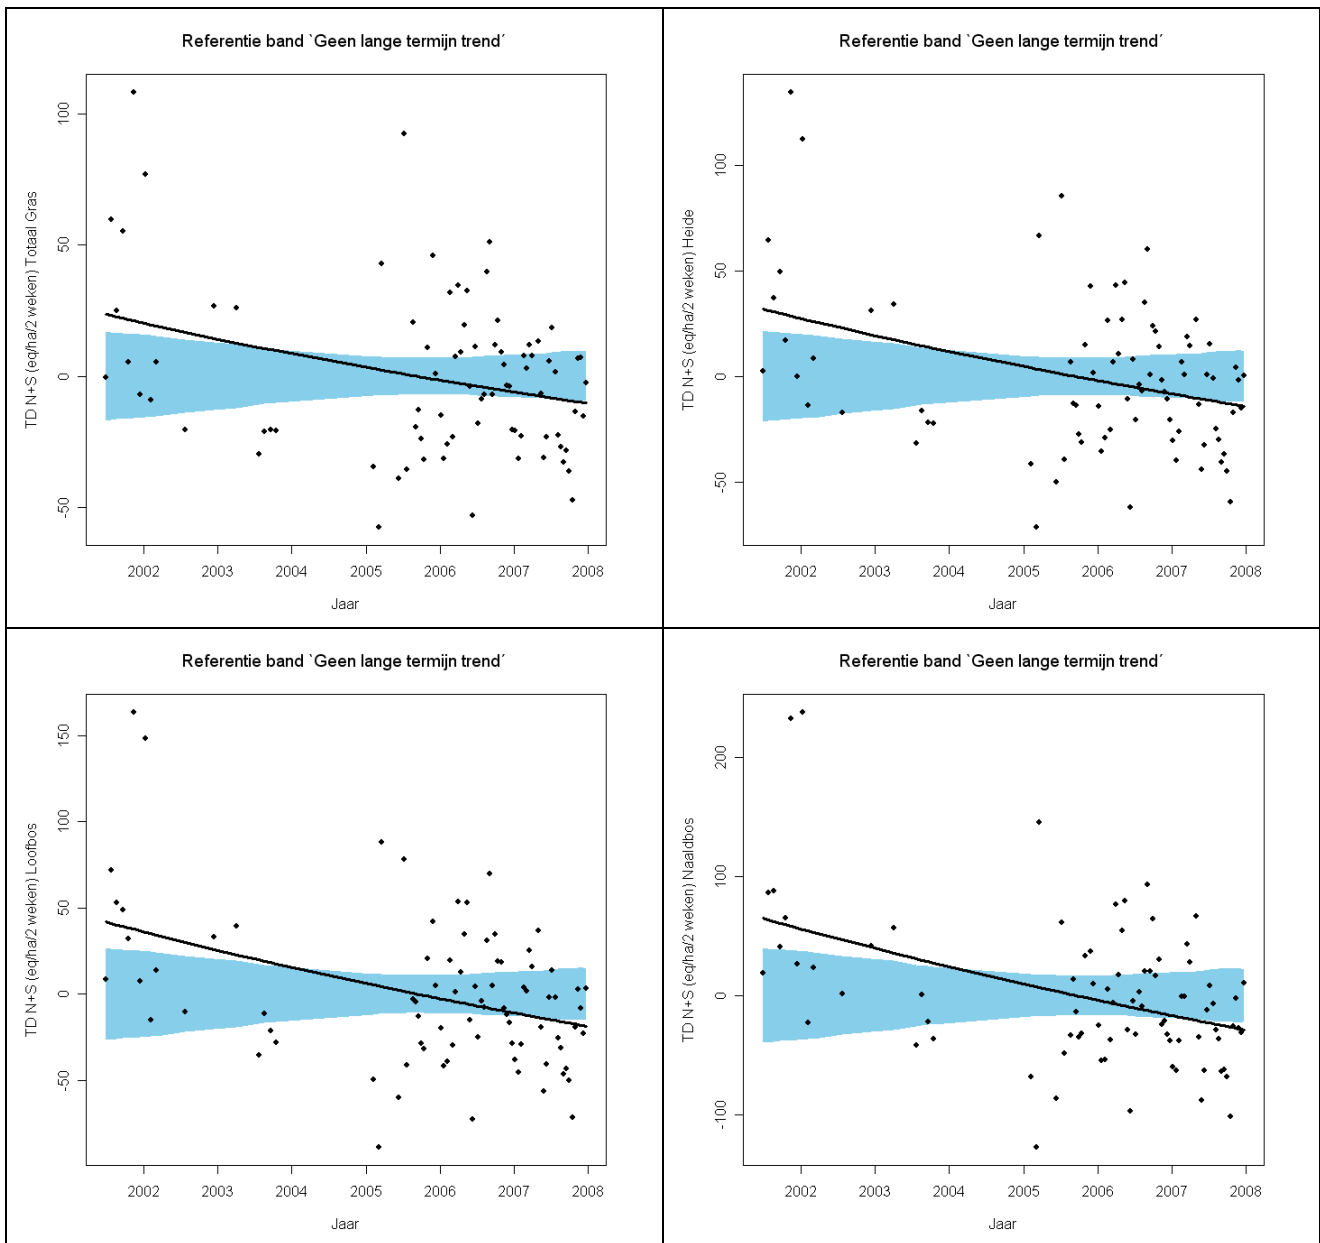 Referentie band `Geen lange termijn trend´
TD N+S (eq/ha/2 weken) Totaal Gras
100
50
0
-50
2002 2003 2004 2005 2006 2007 2008
Jaar
Referentie band `Geen lange termijn trend´
TD N+S (eq/ha/2 weken) Heide
100
50
0
-50
2002 2003 2004 2005 2006 2007 2008
Jaar
Referentie band `Geen lange termijn trend´
TD N+S (eq/ha/2 weken) Loofbos
150
100
50
0
-50
2002 2003 2004 2005 2006 2007 2008
Jaar
Referentie band `Geen lange termijn trend´
TD N+S (eq/ha/2 weken) Naaldbos
200
100
0
-100
2002 2003 2004 2005 2006 2007 2008
Jaar